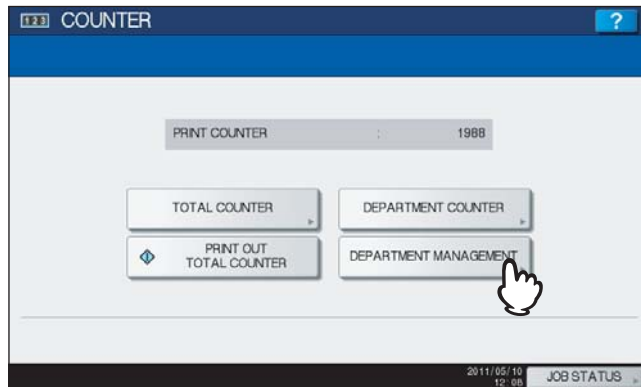 123 COUNTER ?
PRINT COUNTER : 1988
TOTAL COUNTER DEPARTMENT COUNTER
PRINT OUT
TOTAL COUNTER
DEPARTMENT MANAGEMENT
2011/05/10
12:08
JOB STATUS